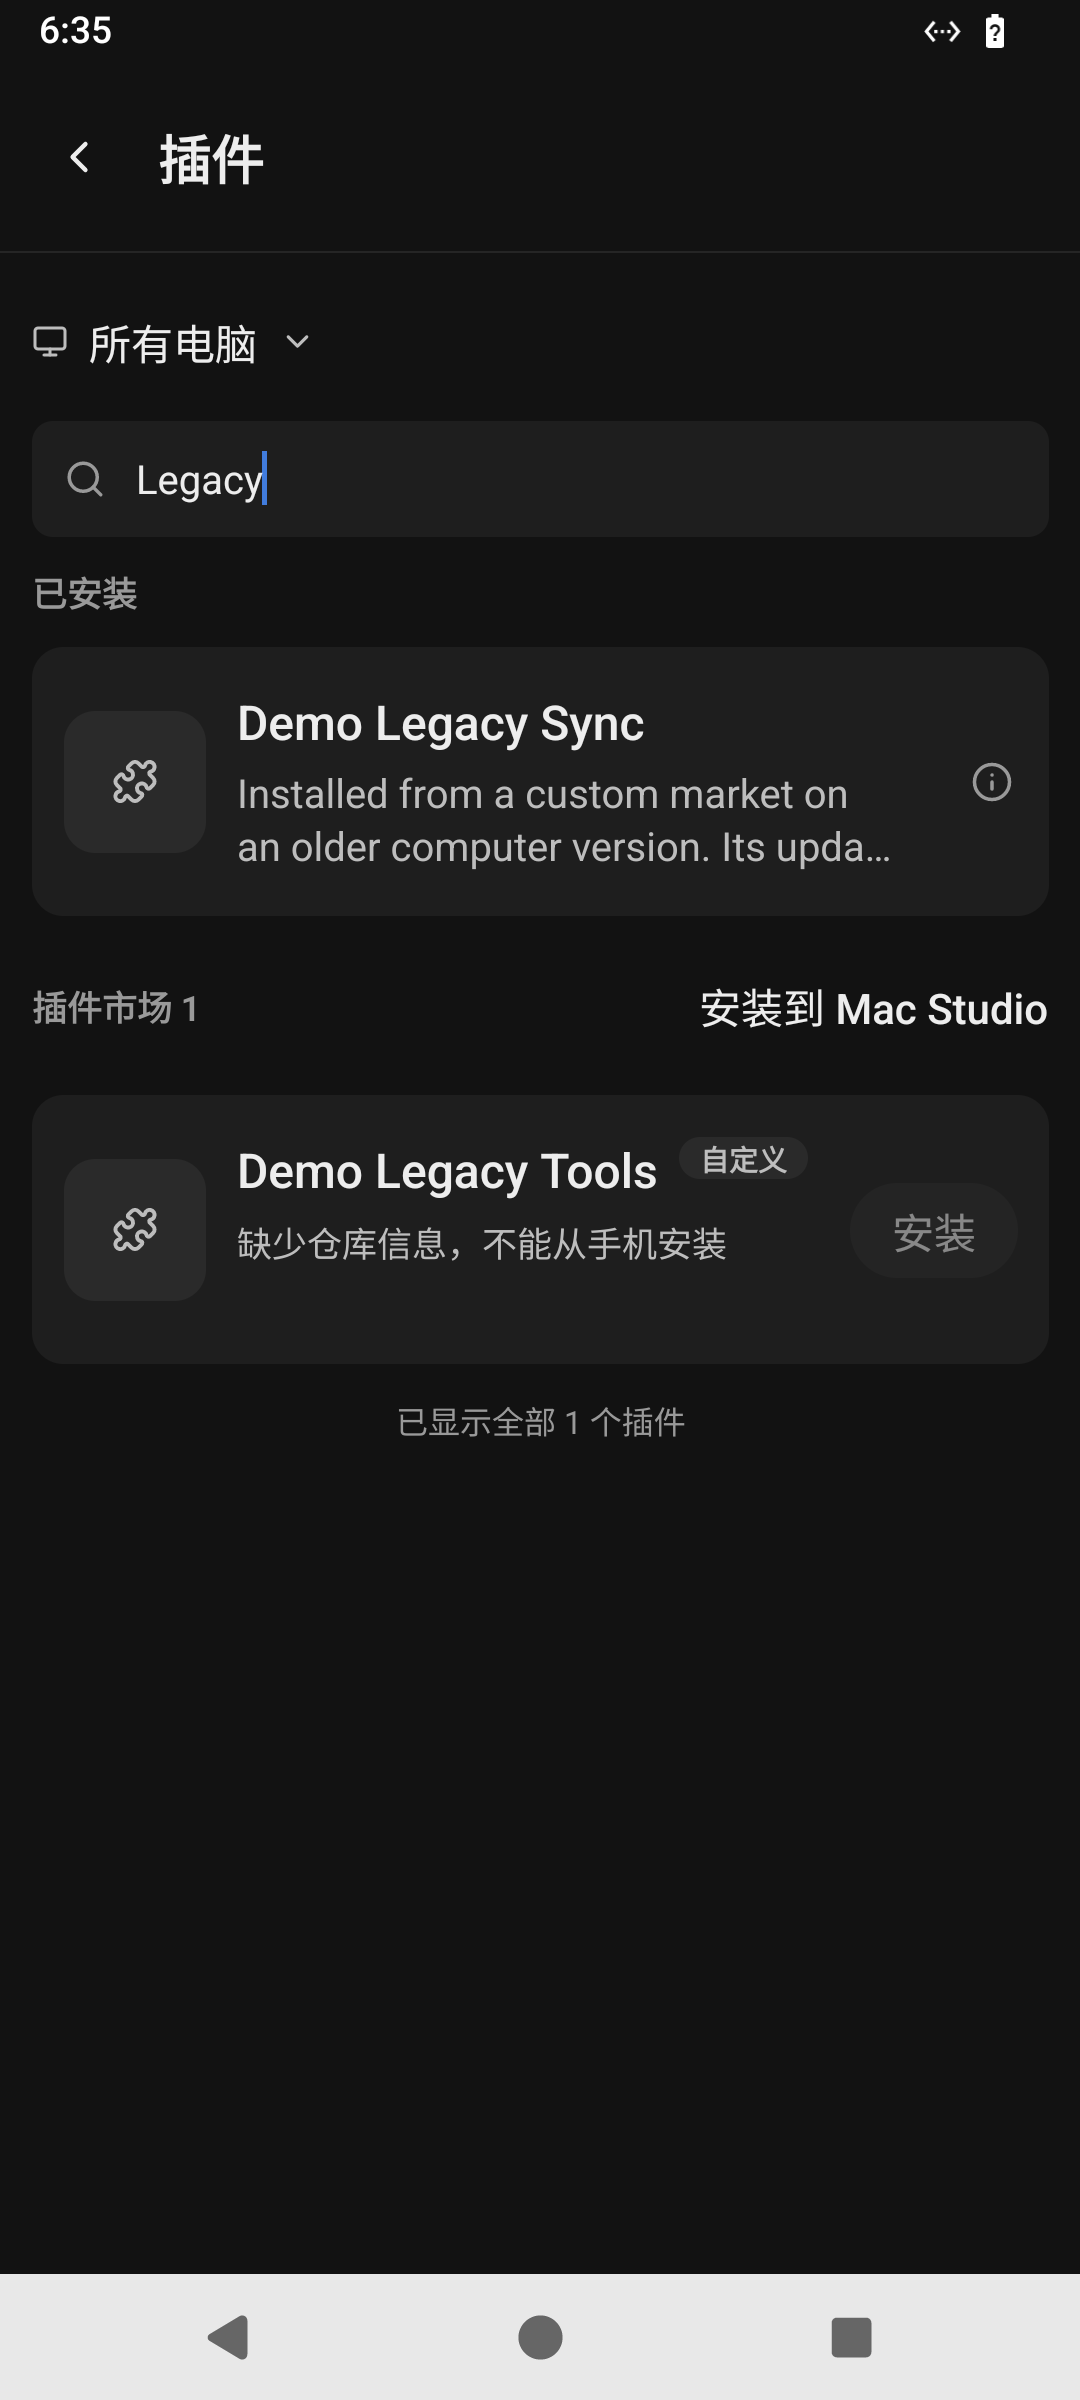 6:35
插件
所有电脑
Legacy
已安装
Demo Legacy Sync
Installed from a custom market on
an older computer version. Its upda…
插件市场 1
安装到 Mac Studio
Demo Legacy Tools 自定义
缺少仓库信息，不能从手机安装
安装
已显示全部 1 个插件